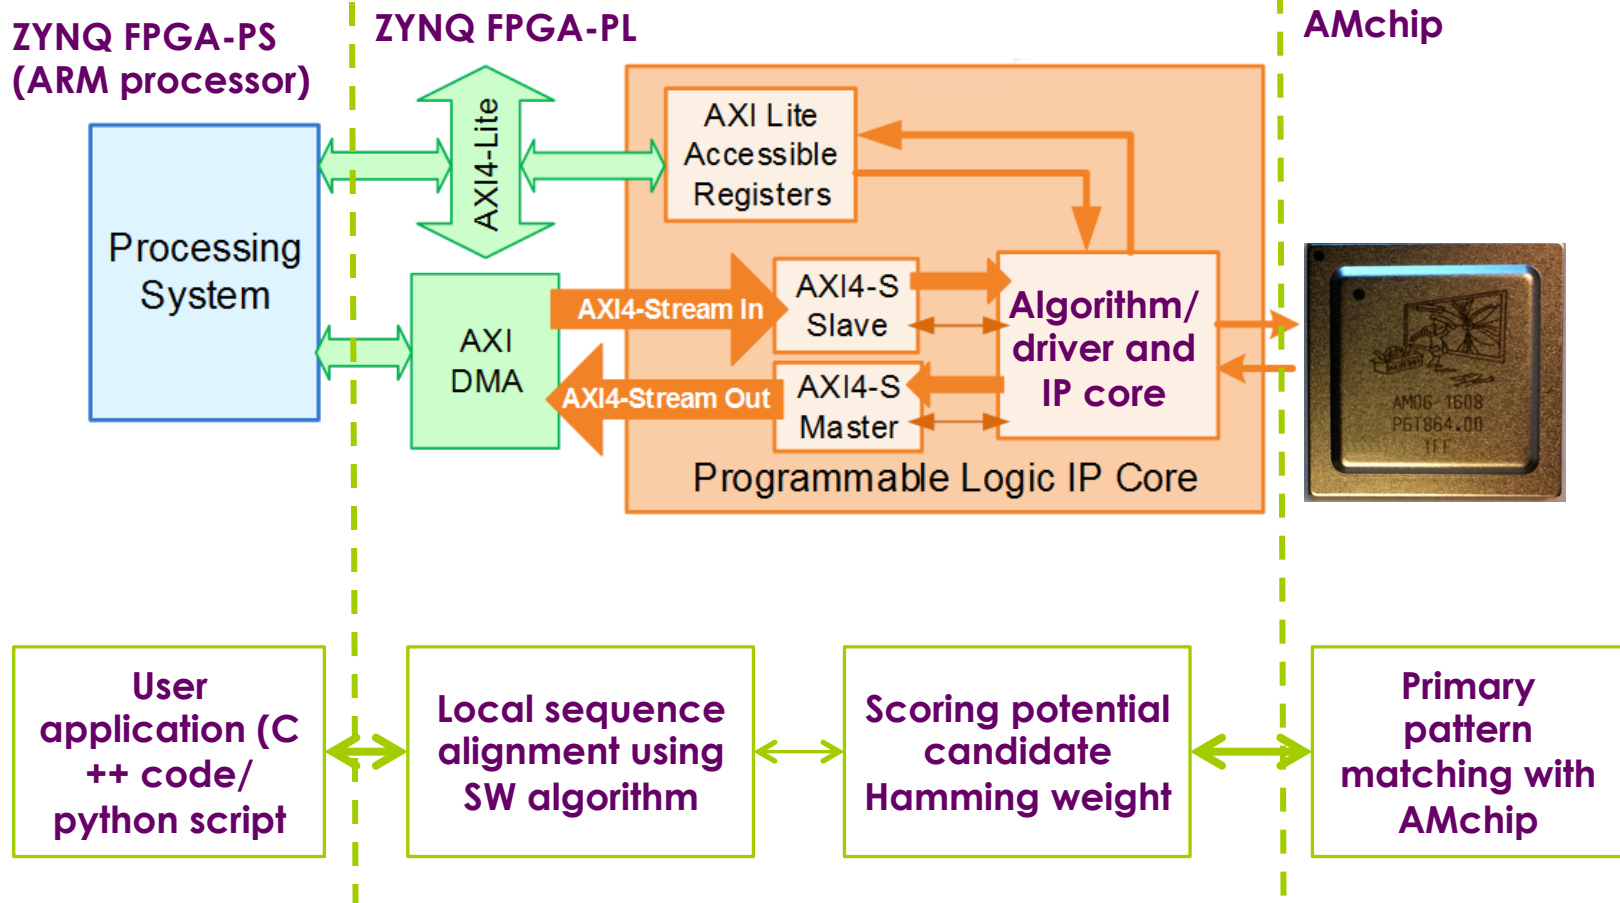 ZYNQ FPGA-PS
(ARM processor)
ZYNQ FPGA-PL
AMchip
Processing
System
AXI4-Lite
AXI
DMA
AXI Lite
Accessible
Registers
AXI4-Stream In
AXI4-Stream Out
AXI4-S
Slave
AXI4-S
Master
Algorithm/
driver and
IP core
Programmable Logic IP Core
AM06-1608
P6T864.00
User
application (C
++ code/
python script
Local sequence
alignment using
SW algorithm
Scoring potential
candidate
Hamming weight
Primary
pattern
matching with
AMchip